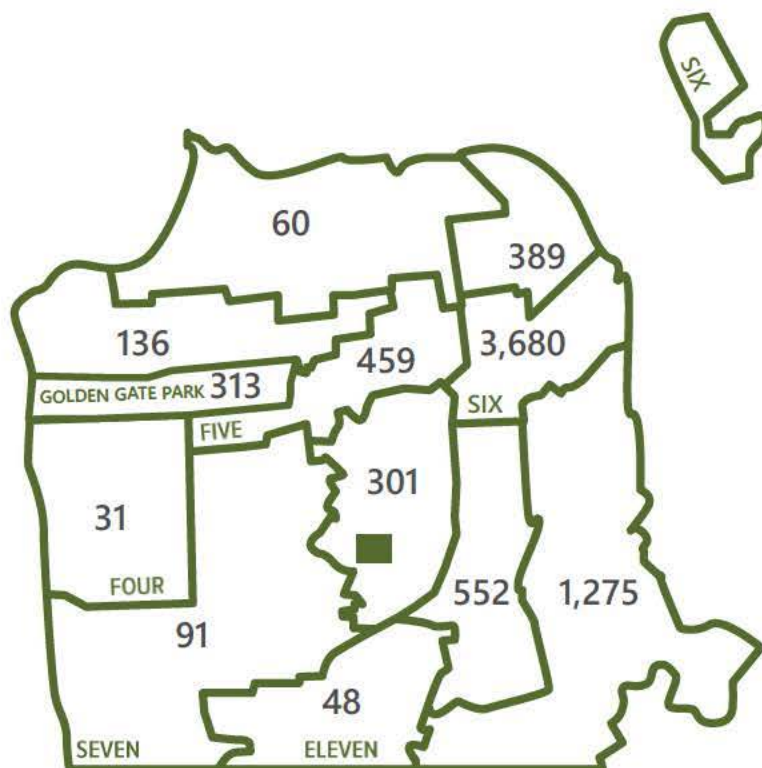 SIX
60
389
136
3,680
459
GOLDEN GATE PARK 313
SIX
FIVE
301
31
FOUR
552
1,275
91
48
SEVEN
ELEVEN